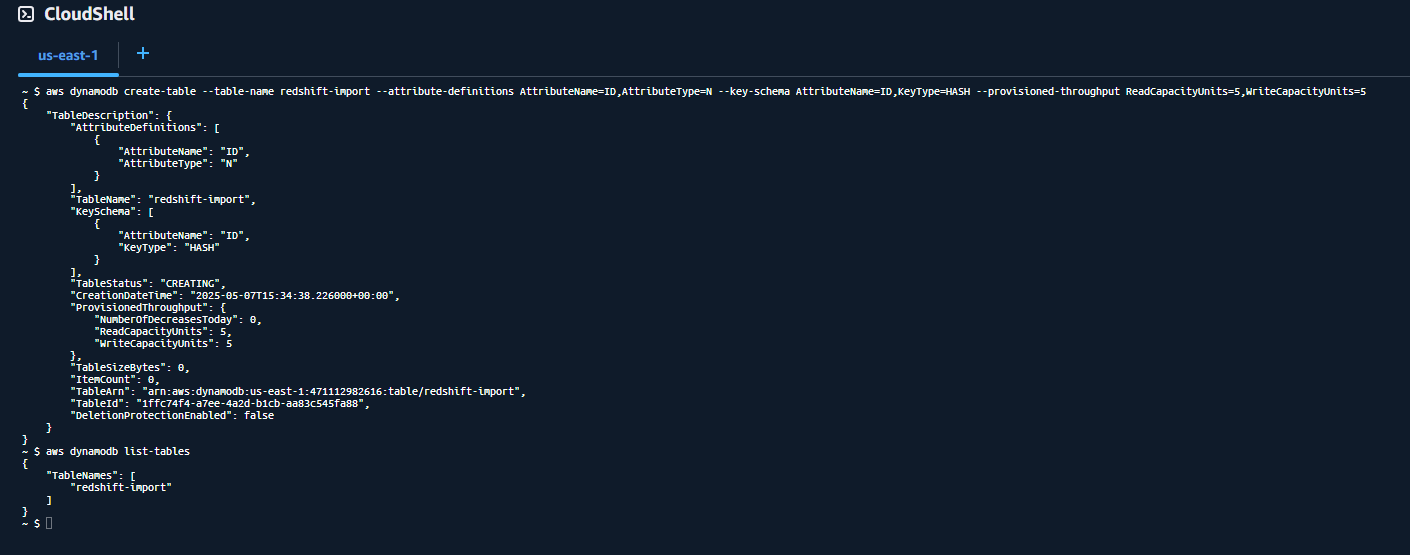 CloudShell
us-east-1 +
~ $ aws dynamodb create-table --table-name redshift-import --attribute-definitions AttributeName=ID,AttributeType=N --key-schema AttributeName=ID,KeyType=HASH --provisioned-throughput ReadCapacityUnits=5,WriteCapacityUnits=5
{
    "TableDescription": {
        "AttributeDefinitions": [
            {
                "AttributeName": "ID",
                "AttributeType": "N"
            }
        ],
        "TableName": "redshift-import",
        "KeySchema": [
            {
                "AttributeName": "ID",
                "KeyType": "HASH"
            }
        ],
        "TableStatus": "CREATING",
        "CreationDateTime": "2025-05-07T15:34:38.226000+00:00",
        "ProvisionedThroughput": {
            "NumberOfDecreasesToday": 0,
            "ReadCapacityUnits": 5,
            "WriteCapacityUnits": 5
        },
        "TableSizeBytes": 0,
        "ItemCount": 0,
        "TableArn": "arn:aws:dynamodb:us-east-1:471112982616:table/redshift-import",
        "TableId": "1ffc74f4-a7ee-4a2d-b1cb-aa83c545fa88",
        "DeletionProtectionEnabled": false
    }
}
~ $ aws dynamodb list-tables
{
    "TableNames": [
        "redshift-import"
    ]
}
~ $